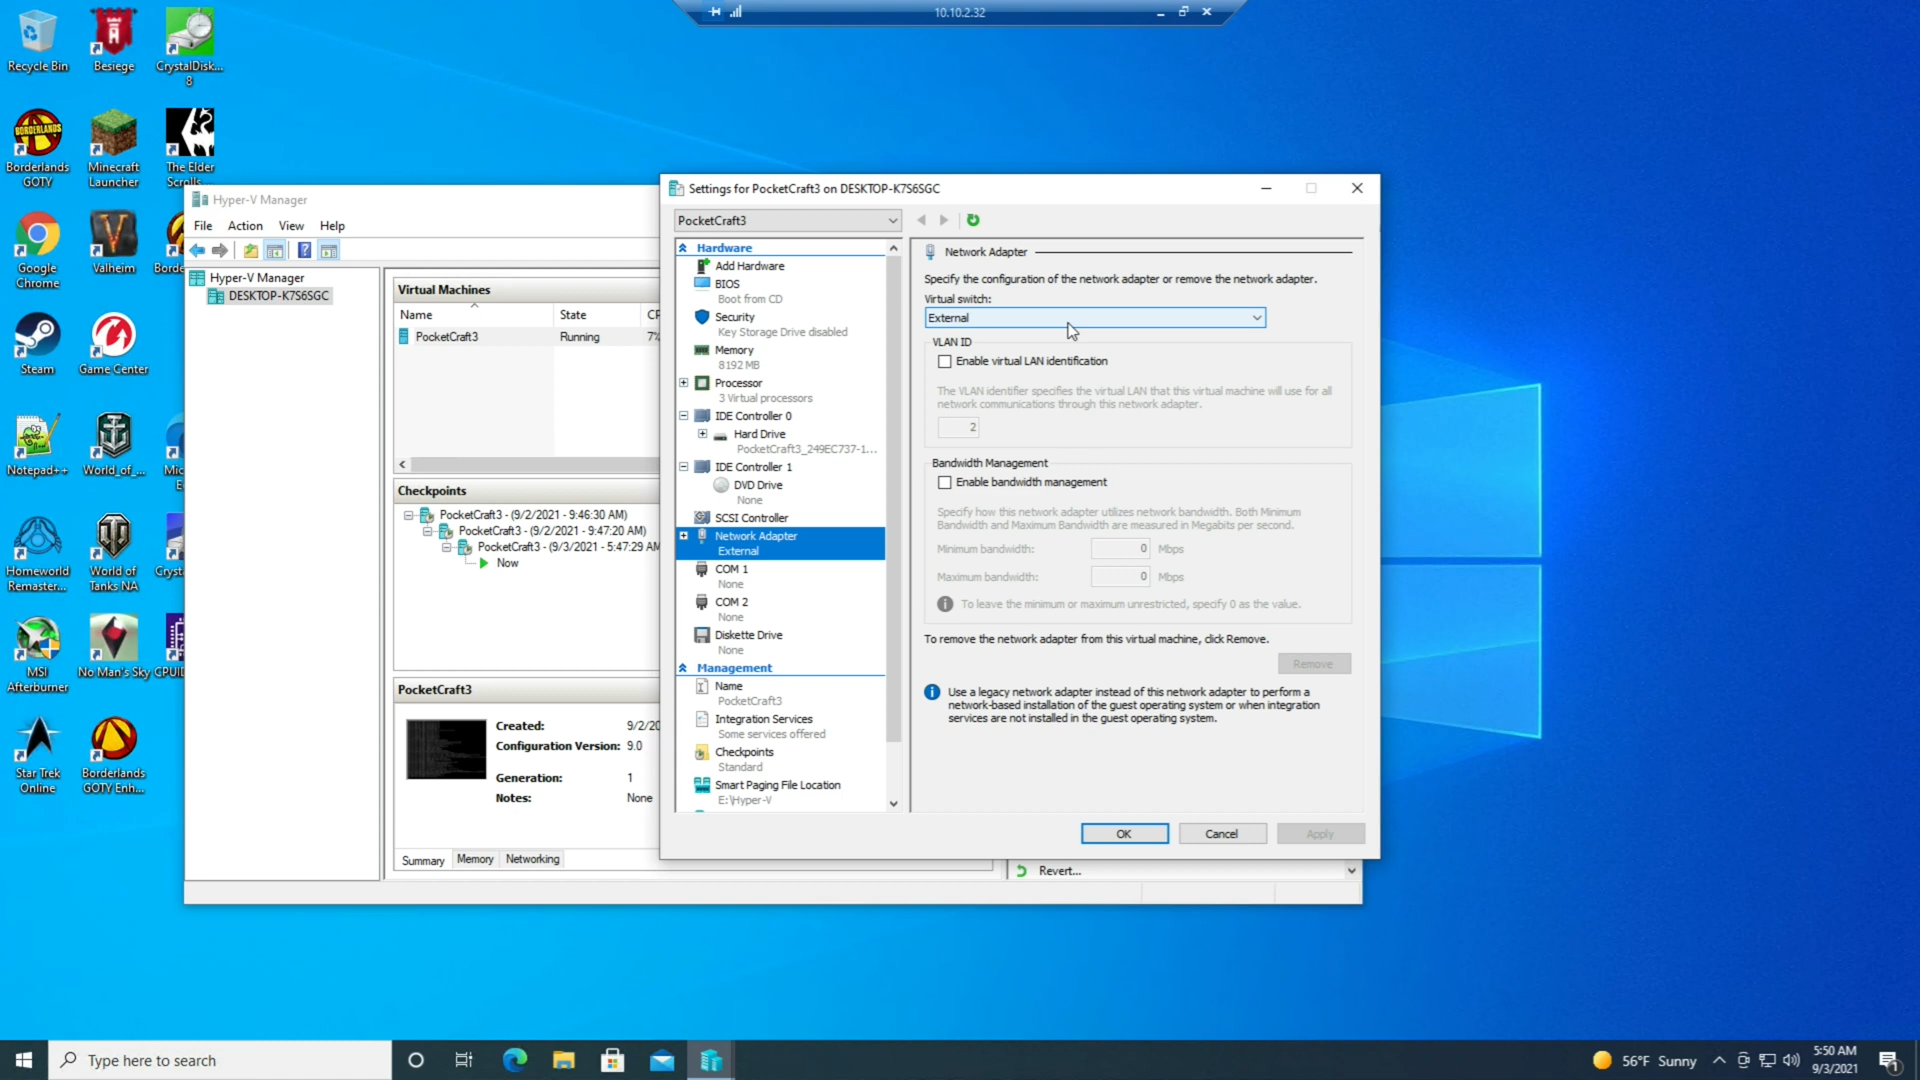 10.10.2.32
Recycle Bin
Besiege
CrystalDisk...
8
Borderlands
GOTY
Minecraft
Launcher
The Elder
Scrolls...
Google
Chrome
Valheim
Borde
Steam
Game Center
Notepad++
World_of_...
Mic
E
Homeworld
Remaster...
World of
Tanks NA
Cryst
MSI
Afterburner
No Man's Sky
CPUID
Star Trek
Online
Borderlands
GOTY Enh...
Hyper-V Manager
File
Action
View
Help
Hyper-V Manager
DESKTOP-K7S6SGC
Virtual Machines
Name
State
CP
PocketCraft3
Running
7%
Checkpoints
PocketCraft3 - (9/2/2021 - 9:46:30 AM)
PocketCraft3 - (9/2/2021 - 9:47:20 AM)
PocketCraft3 - (9/3/2021 - 5:47:29 AM
Now
PocketCraft3
Created:
9/2/20
Configuration Version:
9.0
Generation:
1
Notes:
None
Summary
Memory
Networking
Revert...
Settings for PocketCraft3 on DESKTOP-K7S6SGC
PocketCraft3
Hardware
Add Hardware
BIOS
Boot from CD
Security
Key Storage Drive disabled
Memory
8192 MB
Processor
3 Virtual processors
IDE Controller 0
Hard Drive
PocketCraft3_249EC737-1...
IDE Controller 1
DVD Drive
None
SCSI Controller
Network Adapter
External
COM 1
None
COM 2
None
Diskette Drive
None
Management
Name
PocketCraft3
Integration Services
Some services offered
Checkpoints
Standard
Smart Paging File Location
E:\Hyper-V
Network Adapter
Specify the configuration of the network adapter or remove the network adapter.
Virtual switch:
External
VLAN ID
Enable virtual LAN identification
The VLAN identifier specifies the virtual LAN that this virtual machine will use for all
network communications through this network adapter.
2
Bandwidth Management
Enable bandwidth management
Specify how this network adapter utilizes network bandwidth. Both Minimum
Bandwidth and Maximum Bandwidth are measured in Megabits per second.
Minimum bandwidth:
0
Mbps
Maximum bandwidth:
0
Mbps
To leave the minimum or maximum unrestricted, specify 0 as the value.
To remove the network adapter from this virtual machine, click Remove.
Remove
Use a legacy network adapter instead of this network adapter to perform a
network-based installation of the guest operating system or when integration
services are not installed in the guest operating system.
OK
Cancel
Apply
Type here to search
56°F Sunny
5:50 AM
9/3/2021
1